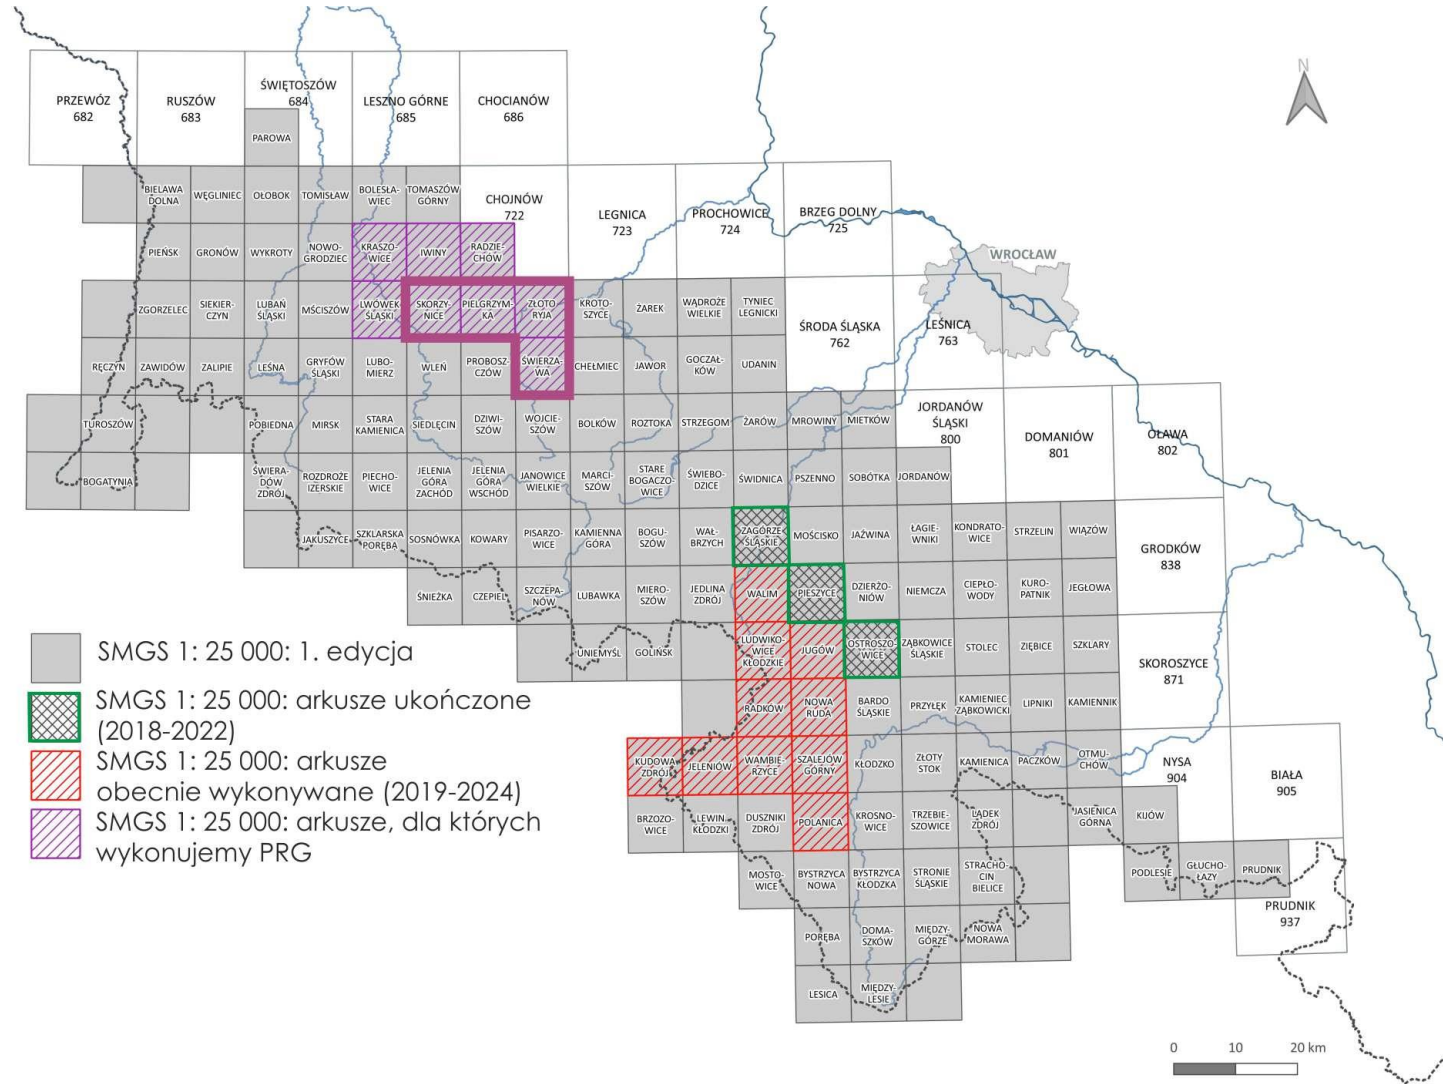 N
PRZEWÓZ
682
RUSZÓW
683
ŚWIĘTOSZÓW
684
LESZNO GÓRNE
685
CHOCIANÓW
686
PAROWA
BIELAWA
DOLNA
WĘGLINIEC
OŁOBOK
TOMISŁAW
BOLESŁA-
WIEC
TOMASZÓW
GÓRNY
CHOJNÓW
722
LEGNICA
723
PROCHOWICE
724
BRZEG DOLNY
725
WROCŁAW
PIEŃSK
GRONÓW
WYKROTY
NOWO-
GRODZIEC
KRASZO-
WICE
IWINY
RADZIE-
CHÓW
ZGORZELEC
SIEKIER-
CZYN
LUBAŃ
ŚLĄSKI
MŚCISZÓW
LWÓWEK
ŚLĄSKI
SKORZY-
NICE
PIELGRZYM-
KA
ZŁOTO
RYJA
KROTO-
SZYCE
ŻAREK
WĄDROŻE
WIELKIE
TYNIEC
LEGNICKI
ŚRODA ŚLĄSKA
762
LEŚNICA
763
RĘCZYN
ZAWIDÓW
ZALIPIE
LEŚNA
GRYFÓW
ŚLĄSKI
LUBO-
MIERZ
WLEŃ
PROBOSZ-
CZÓW
ŚWIERZA-
WA
CHEŁMIEC
JAWOR
GOCZAŁ-
KÓW
UDANIN
TUROSZÓW
POBIEDNA
MIRSK
STARA
KAMIENICA
SIEDLĘCIN
DZIWI-
SZÓW
WOJCIE-
SZÓW
BOLKÓW
ROZTOKA
STRZEGOM
ŻARÓW
MROWINY
MIETKÓW
JORDANÓW
ŚLĄSKI
800
DOMANIÓW
801
OŁAWA
802
BOGATYNIA
ŚWIERA-
DÓW
ZDRÓJ
ROZDROŻE
IZERSKIE
PIECHO-
WICE
JELENIA
GÓRA
ZACHÓD
JELENIA
GÓRA
WSCHÓD
JANOWICE
WIELKIE
MARCI-
SZÓW
STARE
BOGACZO-
WICE
ŚWIEBO-
DZICE
ŚWIDNICA
PSZENNO
SOBÓTKA
JORDANÓW
JAKUSZYCE
SZKLARSKA
PORĘBA
SOSNÓWKA
KOWARY
PISARZO-
WICE
KAMIENNA
GÓRA
BOGU-
SZÓW
WAŁ-
BRZYCH
ZAGÓRZE
ŚLĄSKIE
MOŚCISKO
JAŹWINA
ŁAGIE-
WNIKI
KONDRATO-
WICE
STRZELIN
WIĄZÓW
GRODKÓW
838
ŚNIEŻKA
CZEPIEL
SZCZEPA-
NÓW
LUBAWKA
MIERO-
SZÓW
JEDLINA
ZDRÓJ
WALIM
PIESZYCE
DZIERŻO-
NIÓW
NIEMCZA
CIEPŁO-
WODY
KURO-
PATNIK
JEGŁOWA
UNIEMYŚL
GOLIŃSK
LUDWIKO-
WICE
KŁODZKIE
JUGÓW
OSTROSZO-
WICE
ZĄBKOWICE
ŚLĄSKIE
STOLEC
ZIĘBICE
SZKLARY
SKOROSZYCE
871
RADKÓW
NOWA
RUDA
BARDO
ŚLĄSKIE
PRZYŁĘK
KAMIENIEC
ZĄBKOWICKI
LIPNIKI
KAMIENNIK
KUDOWA
ZDRÓJ
JELENIÓW
WAMBIE-
RZYCE
SZALEJÓW
GÓRNY
KŁODZKO
ZŁOTY
STOK
KAMIENICA
PACZKÓW
OTMU-
CHÓW
NYSA
904
BIAŁA
905
BRZOZO-
WICE
LEWIN
KŁODZKI
DUSZNIKI
ZDRÓJ
POLANICA
KROSNO-
WICE
TRZEBIE-
SZOWICE
LĄDEK
ZDRÓJ
JASIENICA
GÓRNA
KIJÓW
MOSTO-
WICE
BYSTRZYCA
NOWA
BYSTRZYCA
KŁODZKA
STRONIE
ŚLĄSKIE
STRACHO-
CIN
BIELICE
PODLESIE
GŁUCHO-
ŁAZY
PRUDNIK
PRUDNIK
937
PORĘBA
DOMA-
SZKÓW
MIĘDZY-
GÓRZE
NOWA
MORAWA
LESICA
MIĘDZY-
LESIE
SMGS 1: 25 000: 1. edycja
SMGS 1: 25 000: arkusze ukończone
(2018-2022)
SMGS 1: 25 000: arkusze
obecnie wykonywane (2019-2024)
SMGS 1: 25 000: arkusze, dla których
wykonujemy PRG
0 10 20 km